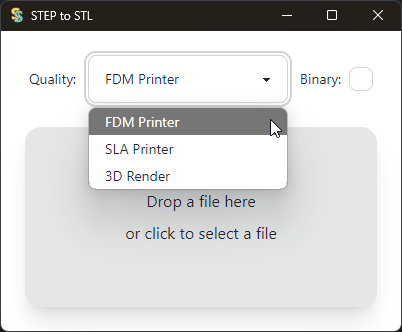 STEP to STL
Quality: FDM Printer Binary:
FDM Printer
SLA Printer
3D Render
Drop a file here
or click to select a file